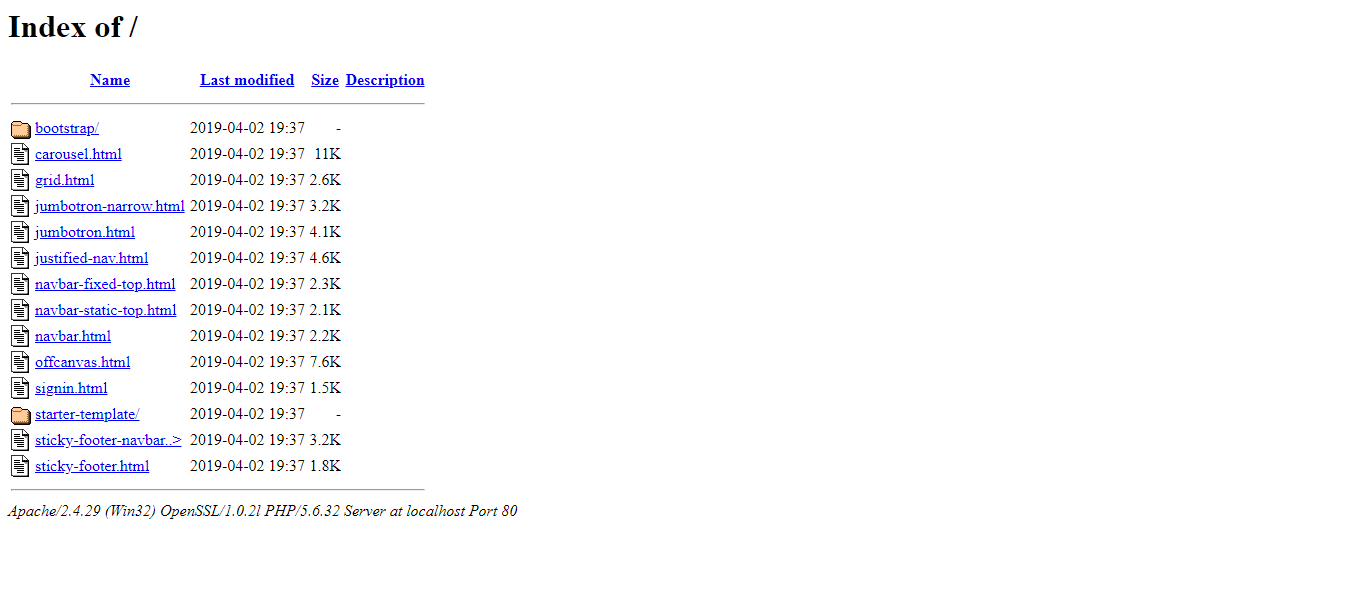 Index of /
Name Last modified Size Description
bootstrap/ 2019-04-02 19:37 -
carousel.html 2019-04-02 19:37 11K
grid.html 2019-04-02 19:37 2.6K
jumbotron-narrow.html 2019-04-02 19:37 3.2K
jumbotron.html 2019-04-02 19:37 4.1K
justified-nav.html 2019-04-02 19:37 4.6K
navbar-fixed-top.html 2019-04-02 19:37 2.3K
navbar-static-top.html 2019-04-02 19:37 2.1K
navbar.html 2019-04-02 19:37 2.2K
offcanvas.html 2019-04-02 19:37 7.6K
signin.html 2019-04-02 19:37 1.5K
starter-template/ 2019-04-02 19:37 -
sticky-footer-navbar..> 2019-04-02 19:37 3.2K
sticky-footer.html 2019-04-02 19:37 1.8K
Apache/2.4.29 (Win32) OpenSSL/1.0.2l PHP/5.6.32 Server at localhost Port 80